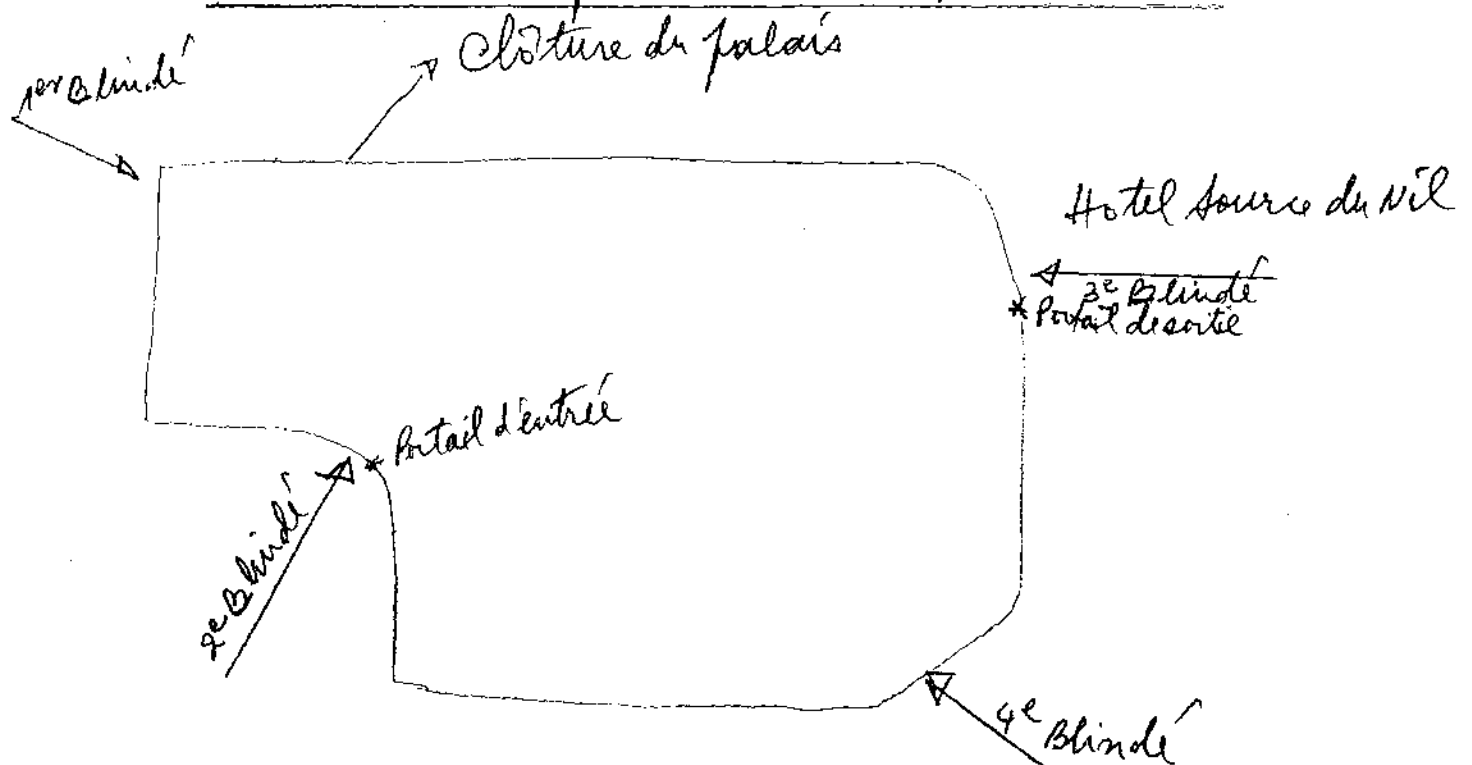 Clôture du palais
1er Blindé
Hotel Source du Nil
3e Blindé
Portail de sortie
Portail d'entrée
2e Blindé
4e Blindé